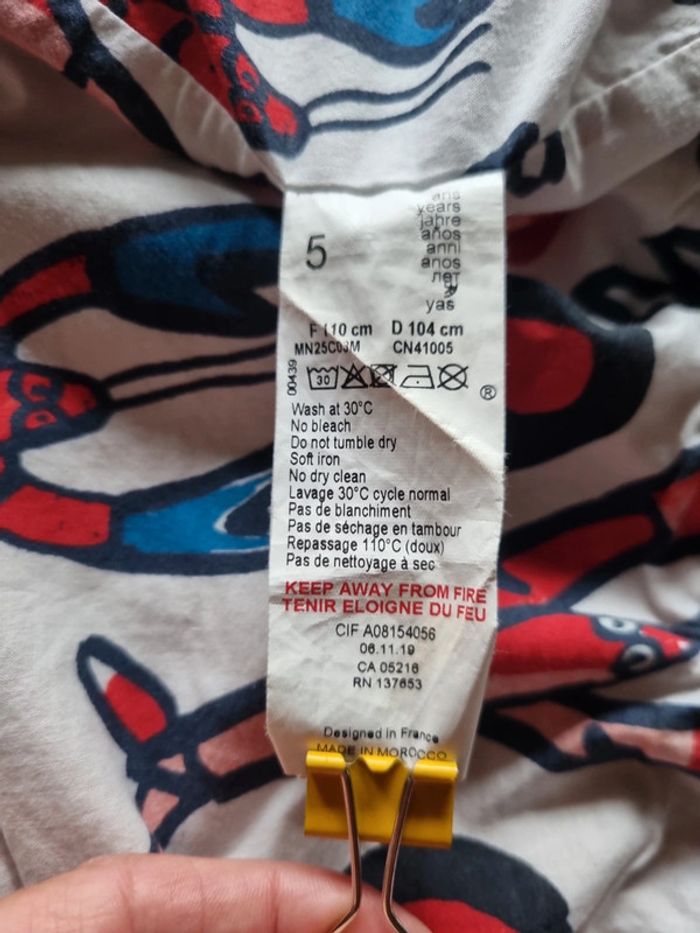 5
ans
years
jahre
años
anni
anos
лет
yas
F 110 cm D 104 cm
MN25C03M CN41005
00439
30
®
Wash at 30°C
No bleach
Do not tumble dry
Soft iron
No dry clean
Lavage 30°C cycle normal
Pas de blanchiment
Pas de séchage en tambour
Repassage 110°C (doux)
Pas de nettoyage à sec
KEEP AWAY FROM FIRE
TENIR ELOIGNE DU FEU
CIF A08154056
06.11.19
CA 05216
RN 137653
Designed in France
MADE IN MOROCCO